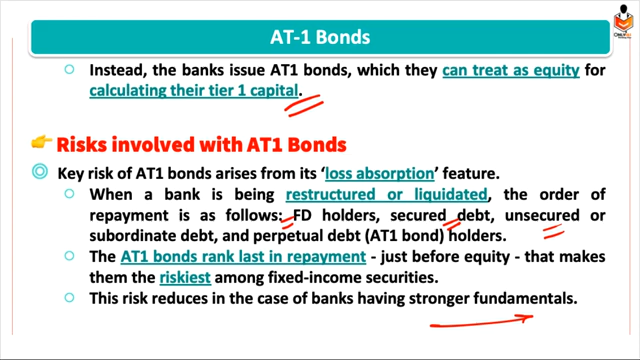 AT-1 Bonds
Instead, the banks issue AT1 bonds, which they can treat as equity for
calculating their tier 1 capital.
Risks involved with AT1 Bonds
Key risk of AT1 bonds arises from its ‘loss absorption’ feature.
When a bank is being restructured or liquidated, the order of
repayment is as follows: FD holders, secured debt, unsecured or
subordinate debt, and perpetual debt (AT1 bond) holders.
The AT1 bonds rank last in repayment - just before equity - that makes
them the riskiest among fixed-income securities.
This risk reduces in the case of banks having stronger fundamentals.